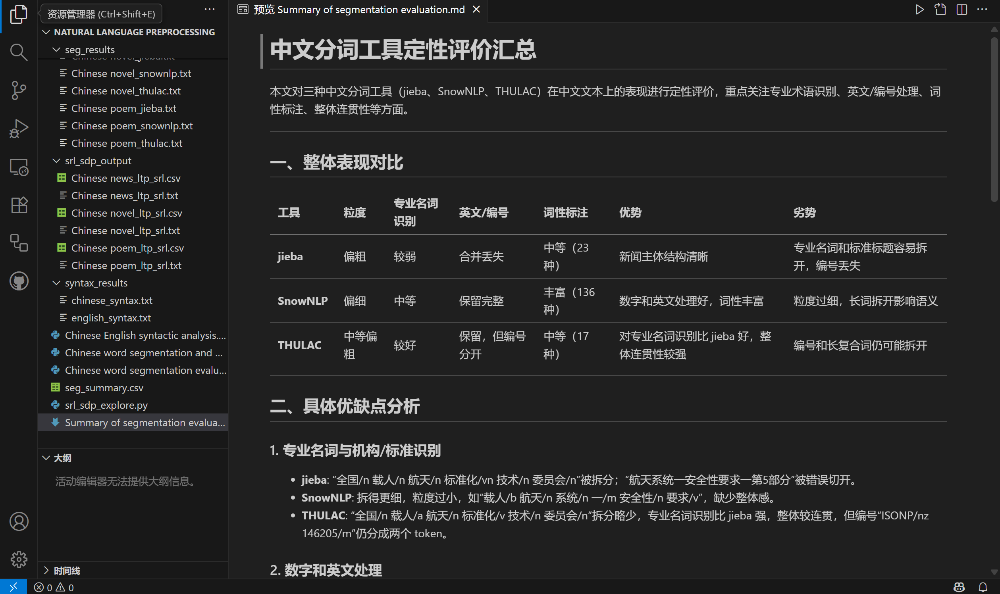 资源管理器 (Ctrl+Shift+E)
预览 Summary of segmentation evaluation.md
NATURAL LANGUAGE PREPROCESSING
seg_results
Chinese novel_jieba.txt
Chinese novel_snownlp.txt
Chinese novel_thulac.txt
Chinese poem_jieba.txt
Chinese poem_snownlp.txt
Chinese poem_thulac.txt
srl_sdp_output
Chinese news_ltp_srl.csv
Chinese news_ltp_srl.txt
Chinese novel_ltp_srl.csv
Chinese novel_ltp_srl.txt
Chinese poem_ltp_srl.csv
Chinese poem_ltp_srl.txt
syntax_results
chinese_syntax.txt
english_syntax.txt
Chinese English syntactic analysis....
Chinese word segmentation and ...
Chinese word segmentation evalu...
seg_summary.csv
srl_sdp_explore.py
Summary of segmentation evalua...
大纲
活动编辑器无法提供大纲信息。
时间线
0 0
中文分词工具定性评价汇总
本文对三种中文分词工具（jieba、SnowNLP、THULAC）在中文文本上的表现进行定性评价，重点关注专业术语识别、英文/编号处理、词
性标注、整体连贯性等方面。
一、整体表现对比
工具 粒度 专业名词识别 英文/编号 词性标注 优势 劣势
jieba 偏粗 较弱 合并丢失 中等（23种） 新闻主体结构清晰 专业名词和标准标题容易拆开，编号丢失
SnowNLP 偏细 中等 保留完整 丰富（136种） 数字和英文处理好，词性丰富 粒度过细，长词拆开影响语义
THULAC 中等偏粗 较好 保留，但编号分开 中等（17种） 对专业名词识别比 jieba 好，整体连贯性较强 编号和长复合词仍可能拆开
二、具体优缺点分析
1. 专业名词与机构/标准识别
• jieba: “全国/n 载人/n 航天/n 标准化/vn 技术/n 委员会/n”被拆分；“航天系统一安全性要求一第5部分”被错误切开。
• SnowNLP: 拆得更细，粒度过小，如“载人/b 航天/n 系统/n 一/m 安全性/n 要求/v”，缺少整体感。
• THULAC: “全国/n 载人/a 航天/n 标准化/v 技术/n 委员会/n”拆分略少，专业名词识别比 jieba 强，整体较连贯，但编号“ISONP/nz
146205/m”仍分成两个 token。
2. 数字和英文处理